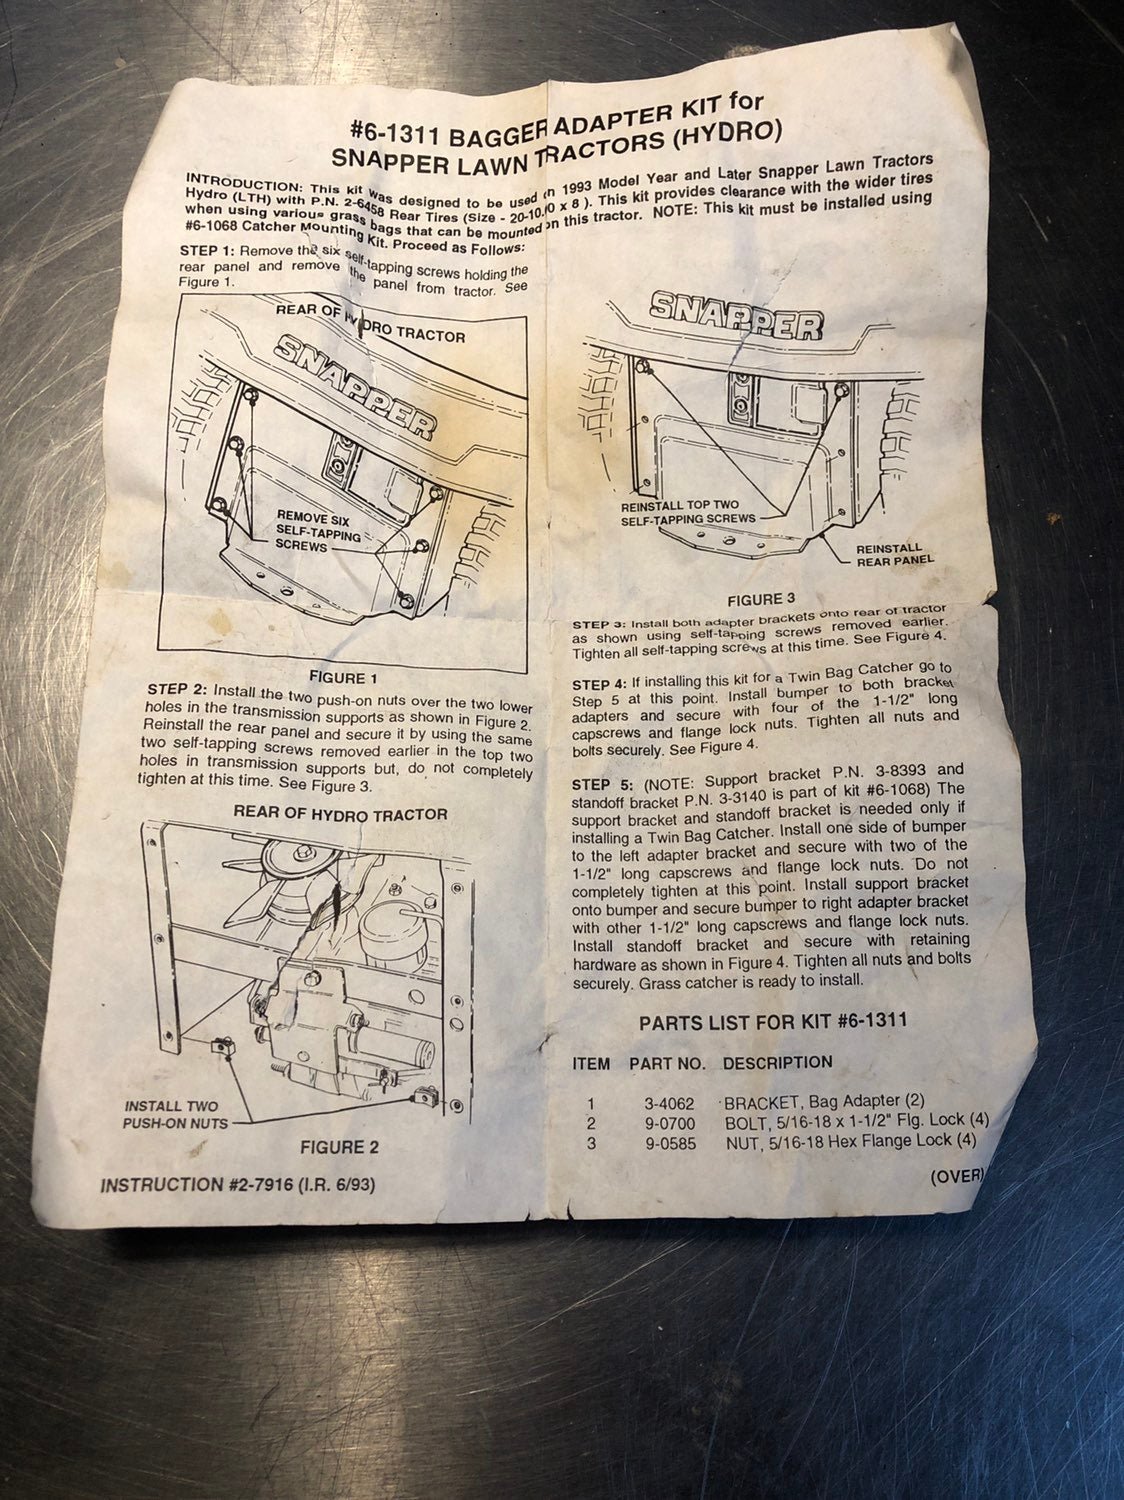 #6-1311 BAGGER ADAPTER KIT for
SNAPPER LAWN TRACTORS (HYDRO)
INTRODUCTION: This kit was designed to be used on 1993 Model Year and Later Snapper Lawn Tractors
Hydro (LTH) with P.N. 2-6458 Rear Tires (Size - 20-10.00 x 8 ). This kit provides clearance with the wider tires
when using various grass bags that can be mounted on this tractor. NOTE: This kit must be installed using
#6-1068 Catcher Mounting Kit. Proceed as Follows:
STEP 1: Remove the six self-tapping screws holding the
rear panel and remove the panel from tractor. See
Figure 1.
REAR OF HYDRO TRACTOR
SNAPPER
REMOVE SIX
SELF-TAPPING
SCREWS
FIGURE 1
STEP 2: Install the two push-on nuts over the two lower
holes in the transmission supports as shown in Figure 2.
Reinstall the rear panel and secure it by using the same
two self-tapping screws removed earlier in the top two
holes in transmission supports but, do not completely
tighten at this time. See Figure 3.
REAR OF HYDRO TRACTOR
INSTALL TWO
PUSH-ON NUTS
FIGURE 2
INSTRUCTION #2-7916 (I.R. 6/93)
SNAPPER
REINSTALL TOP TWO
SELF-TAPPING SCREWS
REINSTALL
REAR PANEL
FIGURE 3
STEP 3: Install both adapter brackets onto rear of tractor
as shown using self-tapping screws removed earlier.
Tighten all self-tapping screws at this time. See Figure 4.
STEP 4: If installing this kit for a Twin Bag Catcher go to
Step 5 at this point. Install bumper to both bracket
adapters and secure with four of the 1-1/2" long
capscrews and flange lock nuts. Tighten all nuts and
bolts securely. See Figure 4.
STEP 5: (NOTE: Support bracket P.N. 3-8393 and
standoff bracket P.N. 3-3140 is part of kit #6-1068) The
support bracket and standoff bracket is needed only if
installing a Twin Bag Catcher. Install one side of bumper
to the left adapter bracket and secure with two of the
1-1/2" long capscrews and flange lock nuts. Do not
completely tighten at this point. Install support bracket
onto bumper and secure bumper to right adapter bracket
with other 1-1/2" long capscrews and flange lock nuts.
Install standoff bracket and secure with retaining
hardware as shown in Figure 4. Tighten all nuts and bolts
securely. Grass catcher is ready to install.
PARTS LIST FOR KIT #6-1311
ITEM PART NO. DESCRIPTION
1 3-4062 BRACKET, Bag Adapter (2)
2 9-0700 BOLT, 5/16-18 x 1-1/2" Flg. Lock (4)
3 9-0585 NUT, 5/16-18 Hex Flange Lock (4)
(OVER)